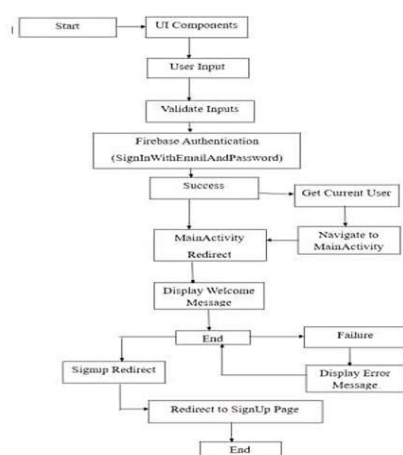 Start
UI Components
User Input
Validate Inputs
Firebase Authentication
(SignInWithEmailAndPassword)
Success
Get Current User
Navigate to
MainActivity
MainActivity
Redirect
Display Welcome
Message
End
Failure
Signup Redirect
Display Error
Message
Redirect to SignUp Page
End